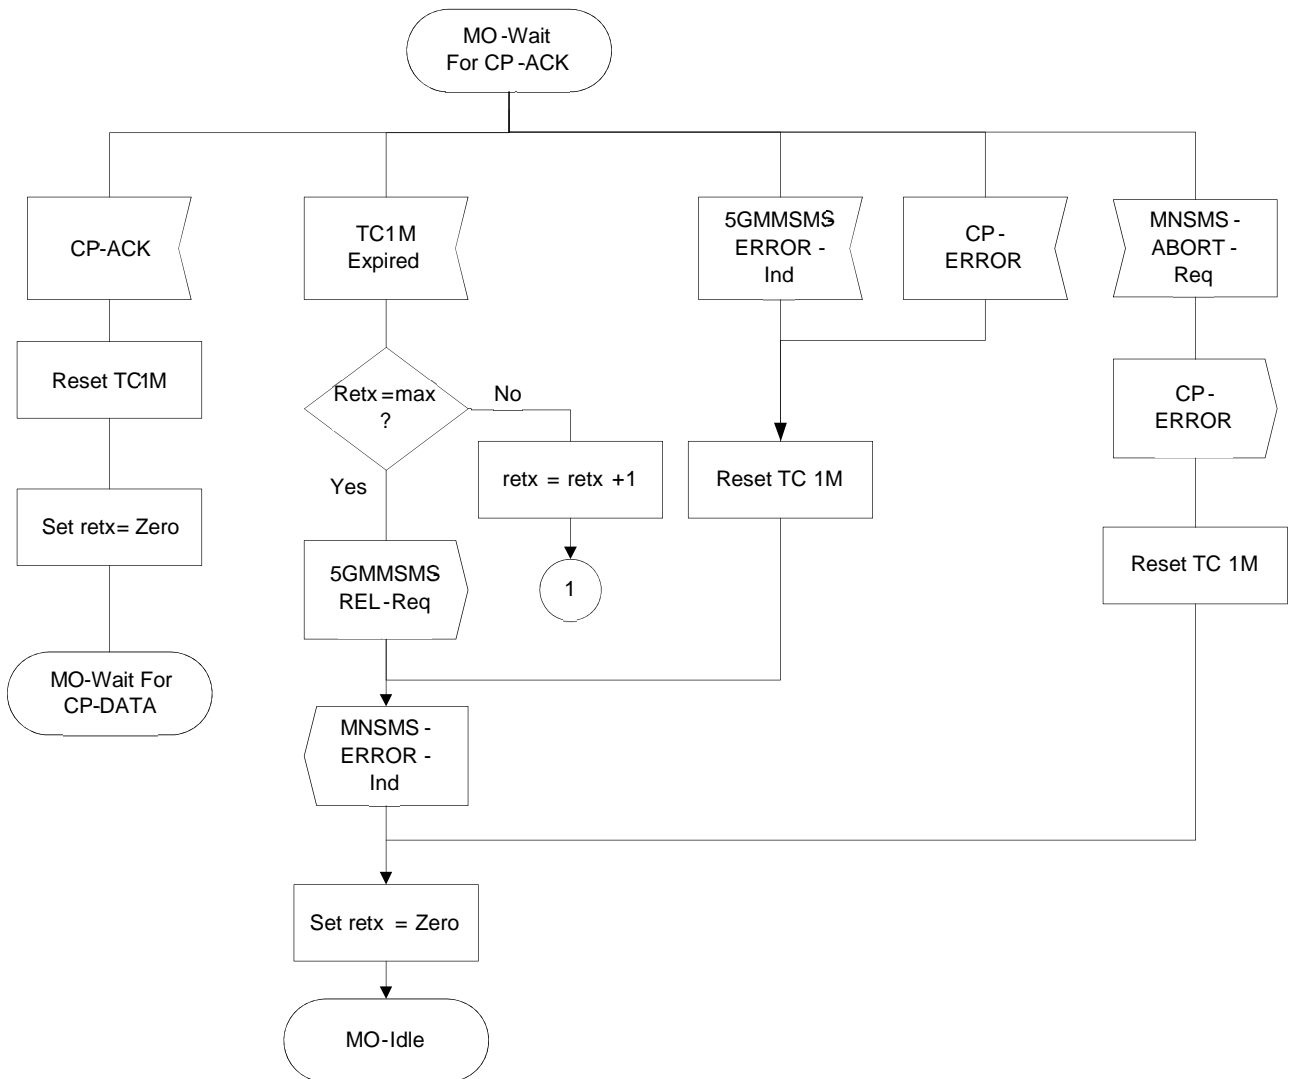 MO-Wait
For CP-ACK
CP-ACK
TC1M
Expired
5GMMSMS-
ERROR-
Ind
CP-
ERROR
MNSMS-
ABORT-
Req
Reset TC1M
Retx=max
?
No
Yes
CP-
ERROR
Set retx= Zero
retx = retx +1
Reset TC 1M
Reset TC 1M
5GMMSMS-
REL-Req
1
MO-Wait For
CP-DATA
MNSMS-
ERROR-
Ind
Set retx = Zero
MO-Idle